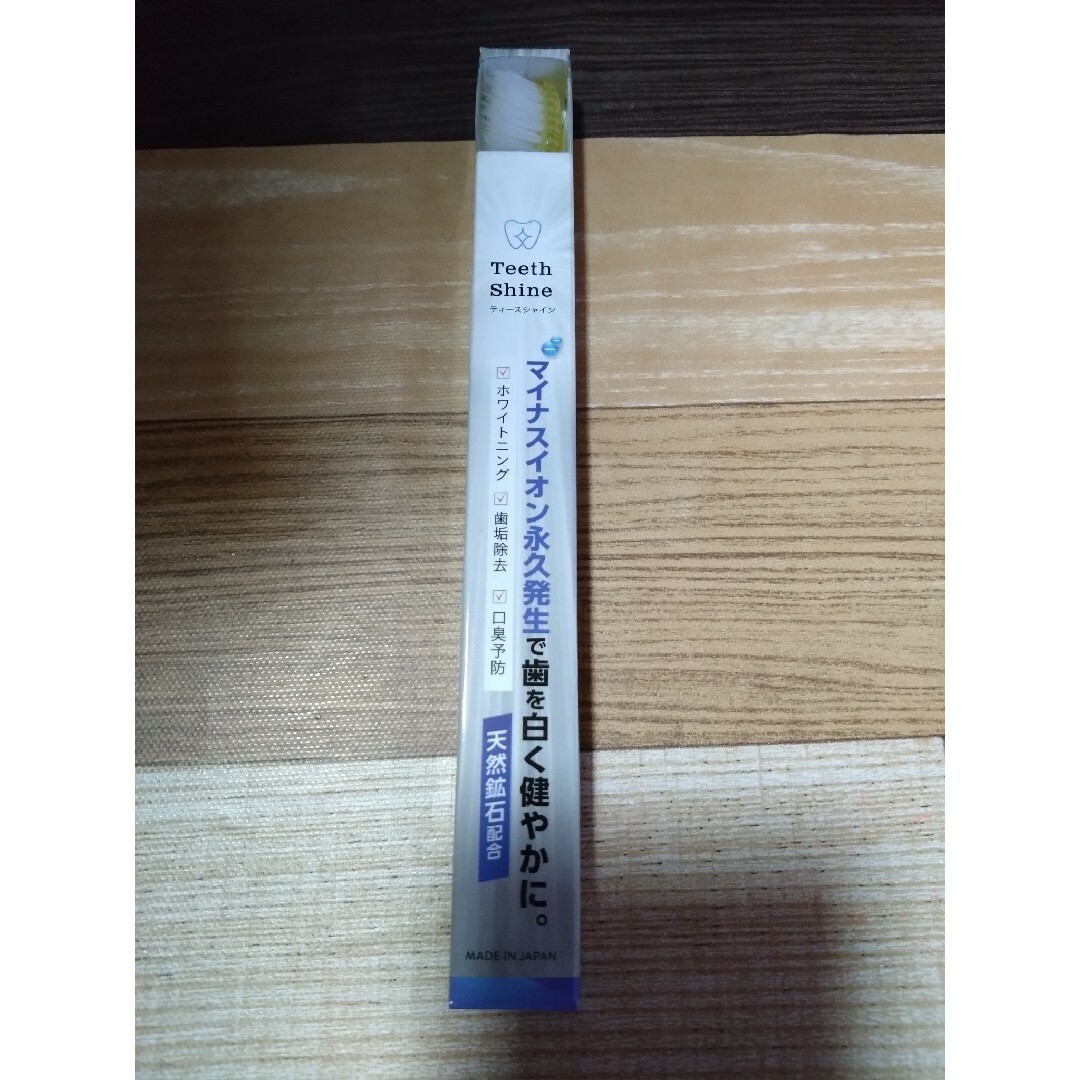 Teeth
Shine
ティースシャイン
マイナスイオン永久発生で歯を白く健やかに。
☑ホワイトニング ☑歯垢除去 ☑口臭予防
天然鉱石配合
MADE IN JAPAN